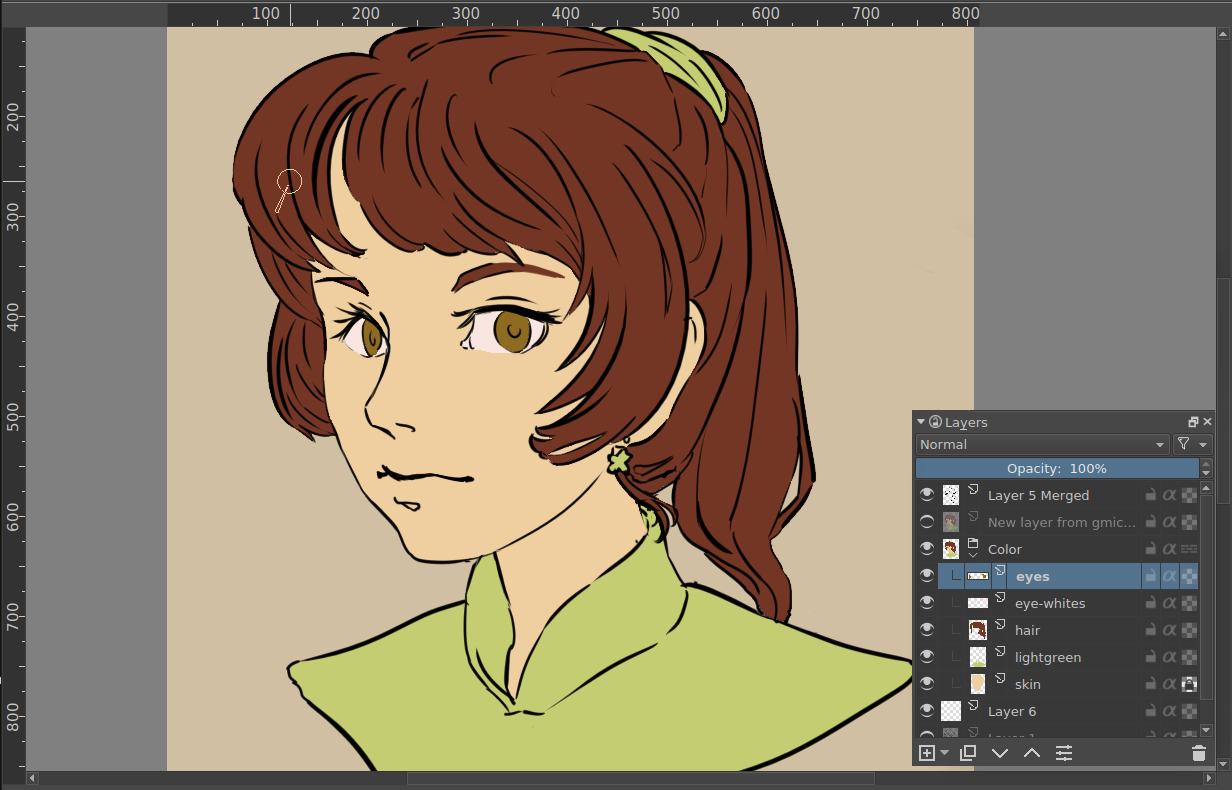 100 200 300 400 500 600 700 800
200
300
400
500
600
700
800
Layers
Normal
Opacity: 100%
Layer 5 Merged
New layer from gmic...
Color
eyes
eye-whites
hair
lightgreen
skin
Layer 6